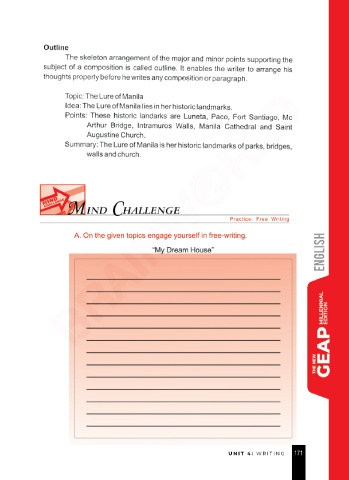 Outline
The skeleton arrangement of the major and minor points supporting the
subject of a composition is called outline. It enables the writer to arrange his
thoughts properly before he writes any composition or paragraph.
Topic: The Lure of Manila
Idea: The Lure of Manila lies in her historic landmarks.
Points: These historic landarks are Luneta, Paco, Fort Santiago, Mc
Arthur Bridge, Intramuros Walls, Manila Cathedral and Saint
Augustine Church.
Summary: The Lure of Manila is her historic landmarks of parks, bridges,
walls and church.
MIND CHALLENGE
Practice: Free Writing
A. On the given topics engage yourself in free-writing.
"My Dream House"
ENGLISH
THE NEW
GEAP
MILLENNIAL
EDITION
UNIT 4: WRITING 171